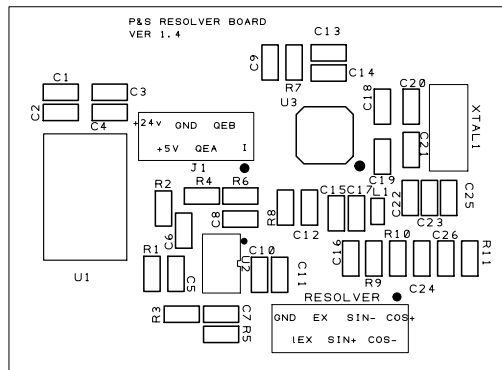 P&S RESOLVER BOARD
VER 1.4
C13
C9
R7
C14
C1
C3
C2
C4
U3
C18
C20
XTAL1
+24v GND QEB
+5V QEA I
J1
C19
C21
R2
R4
R6
C8
R8
C12
C15
C17
L1
C22
C23
C25
C6
R1
C5
U2
C10
C11
C16
R9
R10
C24
C26
R11
U1
RESOLVER
R3
C7
R5
GND EX SIN- COS+
lEX SIN+ COS-